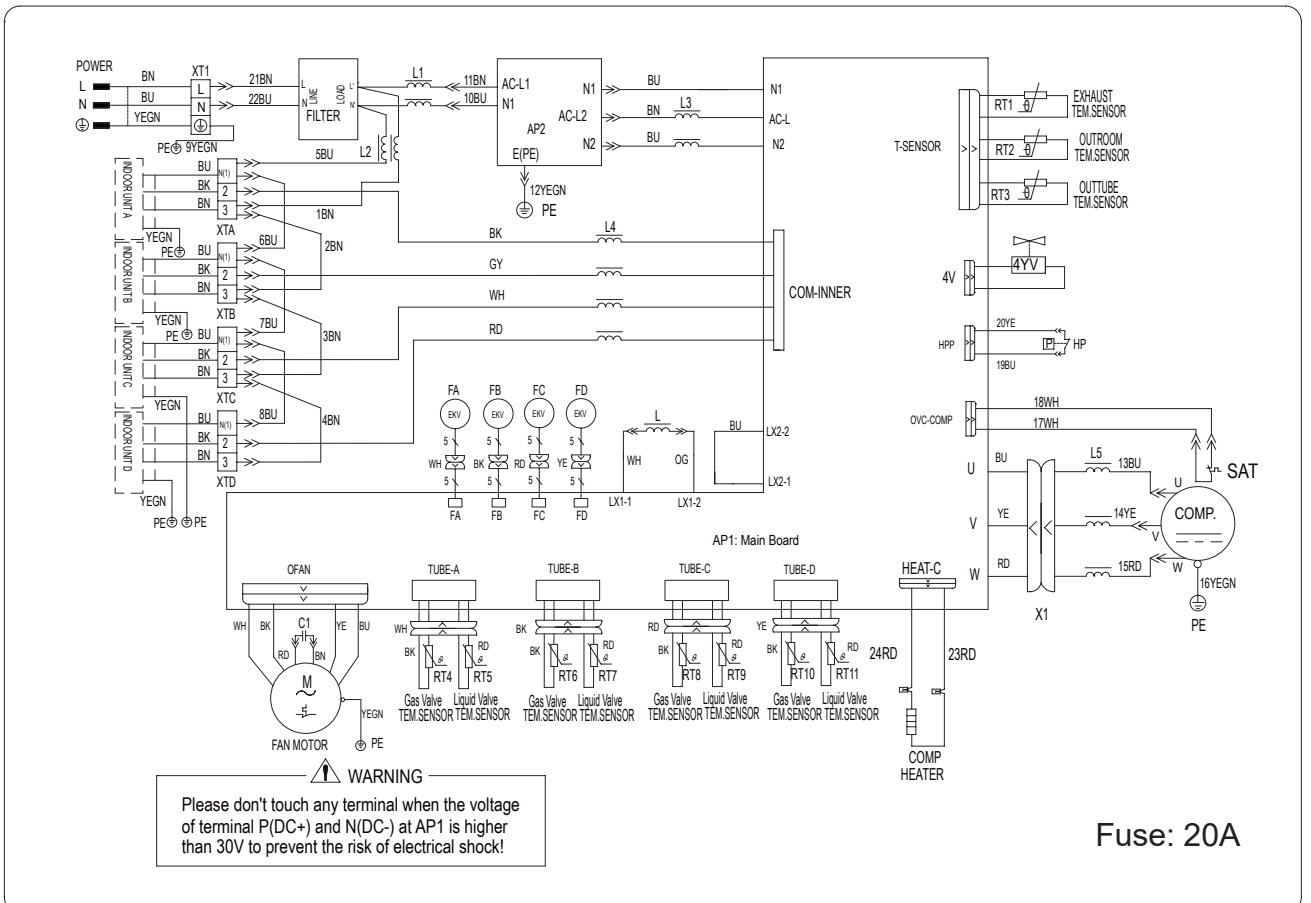 POWER
L
N
BN
BU
YEGN
XT1
L
N
21BN
22BU
PE 9YEGN
L
N
LINE
LOAD
L'
N'
FILTER
L1
11BN
10BU
AC-L1
N1
AP2
E(PE)
N1
AC-L2
N2
12YEGN
PE
BU
BN
L3
BU
N1
AC-L
N2
5BU
L2
INDOOR UNIT A
BU
BK
BN
YEGN
PE
N(1)
2
3
XTA
1BN
2BN
INDOOR UNIT B
BU
BK
BN
YEGN
PE
N(1)
2
3
XTB
6BU
3BN
INDOOR UNIT C
BU
BK
BN
YEGN
N(1)
2
3
XTC
7BU
4BN
INDOOR UNIT D
BU
BK
BN
YEGN
PE
PE
N(1)
2
3
XTD
8BU
BK
L4
GY
WH
RD
COM-INNER
T-SENSOR
RT1
EXHAUST
TEM.SENSOR
RT2
OUTROOM
TEM.SENSOR
RT3
OUTTUBE
TEM.SENSOR
4V
4YV
HPP
20YE
19BU
P
HP
OVC-COMP
18WH
17WH
SAT
U
BU
L5
13BU
U
V
YE
14YE
V
W
RD
15RD
W
X1
COMP.
16YEGN
PE
FA
FB
FC
FD
EKV
EKV
EKV
EKV
5
5
5
5
WH
BK
RD
YE
5
5
5
5
FA
FB
FC
FD
L
WH
OG
LX1-1
LX1-2
BU
LX2-2
LX2-1
AP1: Main Board
OFAN
WH
BK
C1
YE
BU
RD
BN
M
YEGN
PE
FAN MOTOR
TUBE-A
WH
BK
RD
RT4
RT5
Gas Valve
TEM.SENSOR
Liquid Valve
TEM.SENSOR
TUBE-B
BK
BK
RD
RT6
RT7
Gas Valve
TEM.SENSOR
Liquid Valve
TEM.SENSOR
TUBE-C
RD
BK
RD
RT8
RT9
Gas Valve
TEM.SENSOR
Liquid Valve
TEM.SENSOR
TUBE-D
YE
BK
RD
RT10
RT11
Gas Valve
TEM.SENSOR
Liquid Valve
TEM.SENSOR
HEAT-C
24RD
23RD
COMP
HEATER
WARNING
Please don't touch any terminal when the voltage
of terminal P(DC+) and N(DC-) at AP1 is higher
than 30V to prevent the risk of electrical shock!
Fuse: 20A